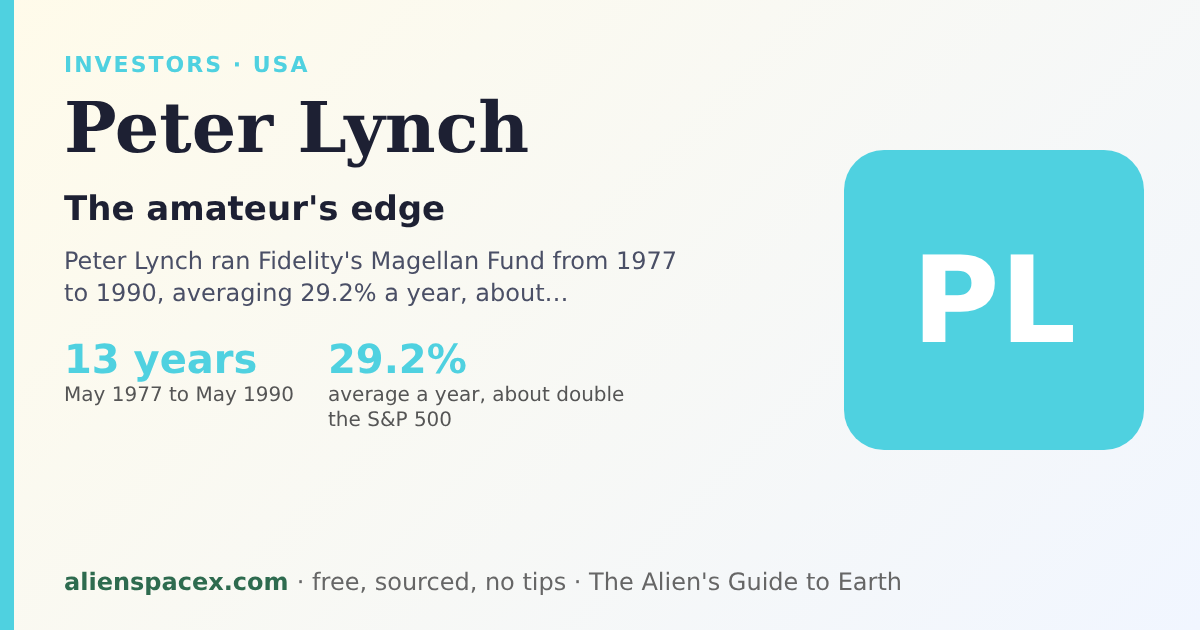 INVESTORS · USA
Peter Lynch
The amateur's edge
Peter Lynch ran Fidelity's Magellan Fund from 1977
to 1990, averaging 29.2% a year, about…
13 years
May 1977 to May 1990
29.2%
average a year, about double
the S&P 500
PL
alienspacex.com · free, sourced, no tips · The Alien's Guide to Earth